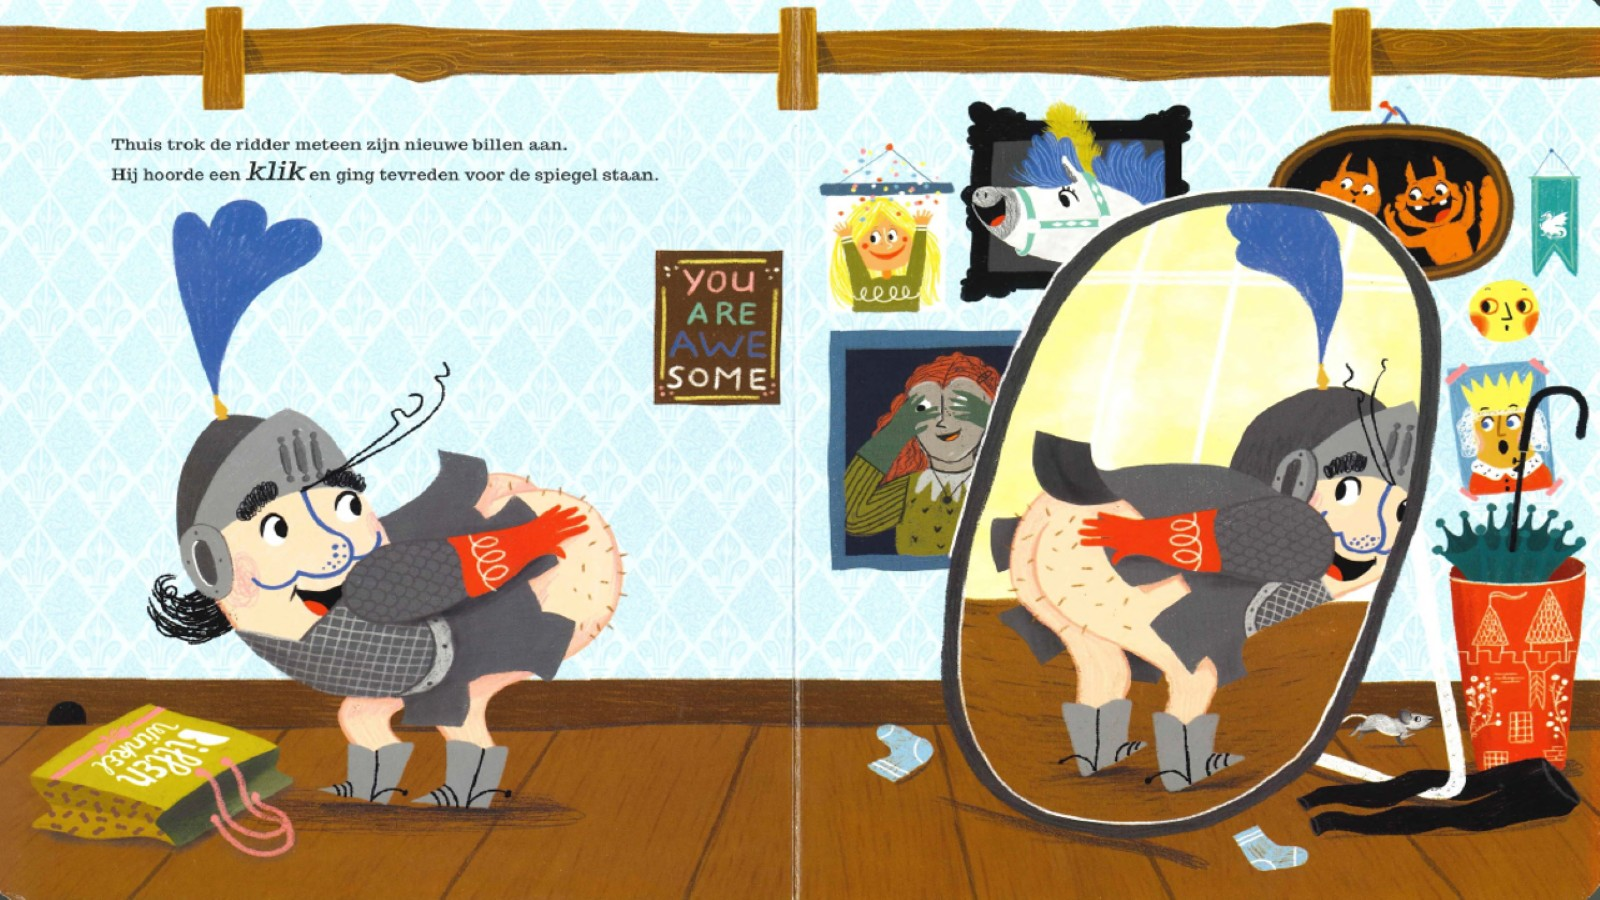 Thuis trok de ridder meteen zijn nieuwe billen aan.
Hij hoorde een klik en ging tevreden voor de spiegel staan.
YOU
ARE
AWE
SOME
Billen
WINKEL